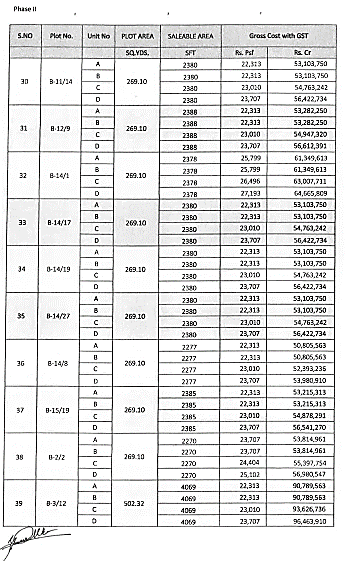 Phase II
S.NO Plot No. Unit No PLOT AREA SALEABLE AREA Gross Cost with GST
SQ.YDS. SFT Rs. Psf Rs. Cr
30 B-11/14 269.10
A 2380 22,313 53,103,750
B 2380 22,313 53,103,750
C 2380 23,010 54,763,242
D 2380 23,707 56,422,734
31 B-12/9 269.10
A 2388 22,313 53,282,250
B 2388 22,313 53,282,250
C 2388 23,010 54,947,320
D 2388 23,707 56,612,391
32 B-14/1 269.10
A 2378 25,799 61,349,613
B 2378 25,799 61,349,613
C 2378 26,496 63,007,711
D 2378 27,193 64,665,809
33 B-14/17 269.10
A 2380 22,313 53,103,750
B 2380 22,313 53,103,750
C 2380 23,010 54,763,242
D 2380 23,707 56,422,734
34 B-14/19 269.10
A 2380 22,313 53,103,750
B 2380 22,313 53,103,750
C 2380 23,010 54,763,242
D 2380 23,707 56,422,734
35 B-14/27 269.10
A 2380 22,313 53,103,750
B 2380 22,313 53,103,750
C 2380 23,010 54,763,242
D 2380 23,707 56,422,734
36 B-14/8 269.10
A 2277 22,313 50,805,563
B 2277 22,313 50,805,563
C 2277 23,010 52,393,236
D 2277 23,707 53,980,910
37 B-15/19 269.10
A 2385 22,313 53,215,313
B 2385 22,313 53,215,313
C 2385 23,010 54,878,291
D 2385 23,707 56,541,270
38 B-2/2 269.10
A 2270 23,707 53,814,961
B 2270 23,707 53,814,961
C 2270 24,404 55,397,754
D 2270 25,102 56,980,547
39 B-3/12 502.32
A 4069 22,313 90,789,563
B 4069 22,313 90,789,563
C 4069 23,010 93,626,736
D 4069 23,707 96,463,910